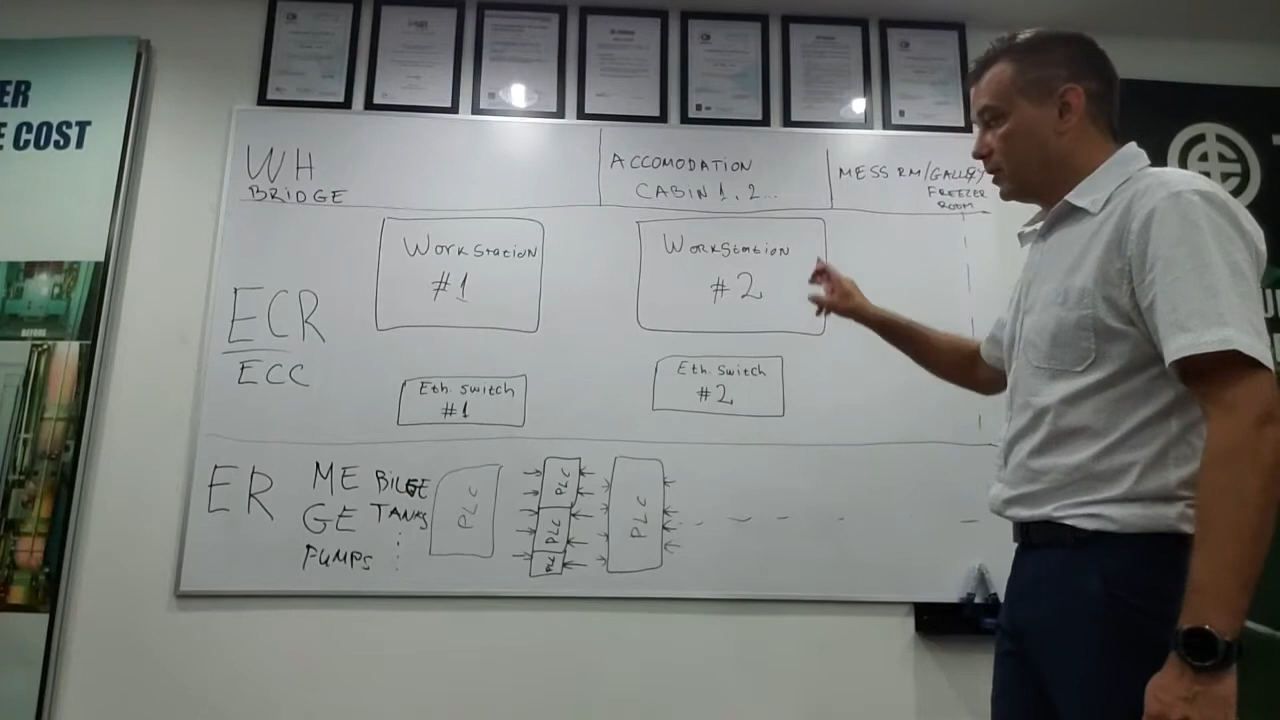 ER
E COST
BEFORE
WH
BRIDGE
ACCOMODATION
CABIN 1, 2...
MESS RM/GALLEY
FREEZER
ROOM
WorkStation
#1
WorkStation
#2
ECR
ECC
Eth. switch
#1
Eth. switch
#2
ER
ME
GE
PUMPS
BILGE
TANKS
PLC
PLC
PLC
PLC
PLC